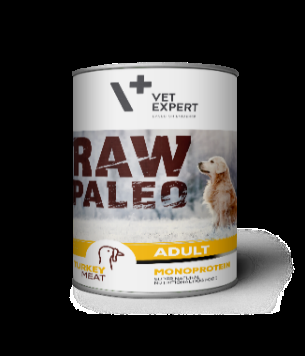 V+
VET
EXPERT
RAW
PALEO
ADULT
TURKEY
MEAT
MONOPROTEIN